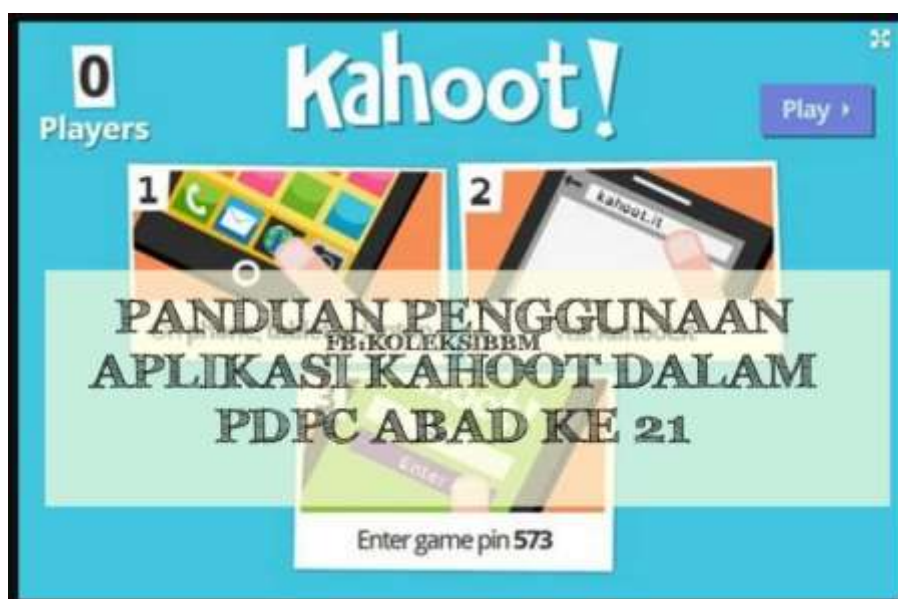 0
Players
Kahoot!
Play
1
2
kahoot.it
PANDUAN PENGGUNAAN
FB:KOLEKSIBBM
APLIKASI KAHOOT DALAM
PDPC ABAD KE 21
Enter
Enter game pin 573